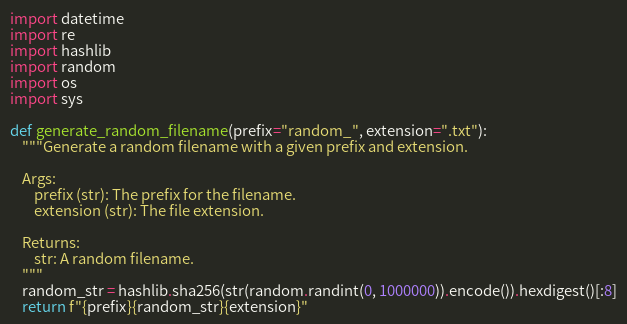 import datetime
import re
import hashlib
import random
import os
import sys

def generate_random_filename(prefix="random_", extension=".txt"):
    """Generate a random filename with a given prefix and extension.

    Args:
        prefix (str): The prefix for the filename.
        extension (str): The file extension.

    Returns:
        str: A random filename.
    """
    random_str = hashlib.sha256(str(random.randint(0, 1000000)).encode()).hexdigest()[:8]
    return f"{prefix}{random_str}{extension}"